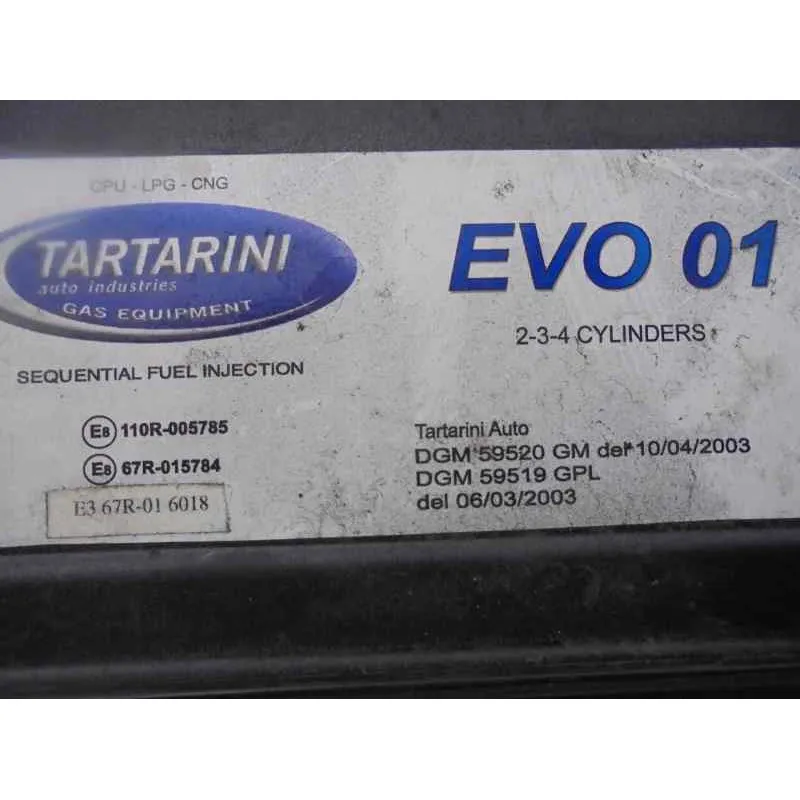 CPU - LPG - CNG
TARTARINI
auto industries
GAS EQUIPMENT
SEQUENTIAL FUEL INJECTION
E8 110R-005785
E8 67R-015784
E3 67R-01 6018
EVO 01
2-3-4 CYLINDERS
Tartarini Auto
DGM 59520 GM del 10/04/2003
DGM 59519 GPL
del 06/03/2003